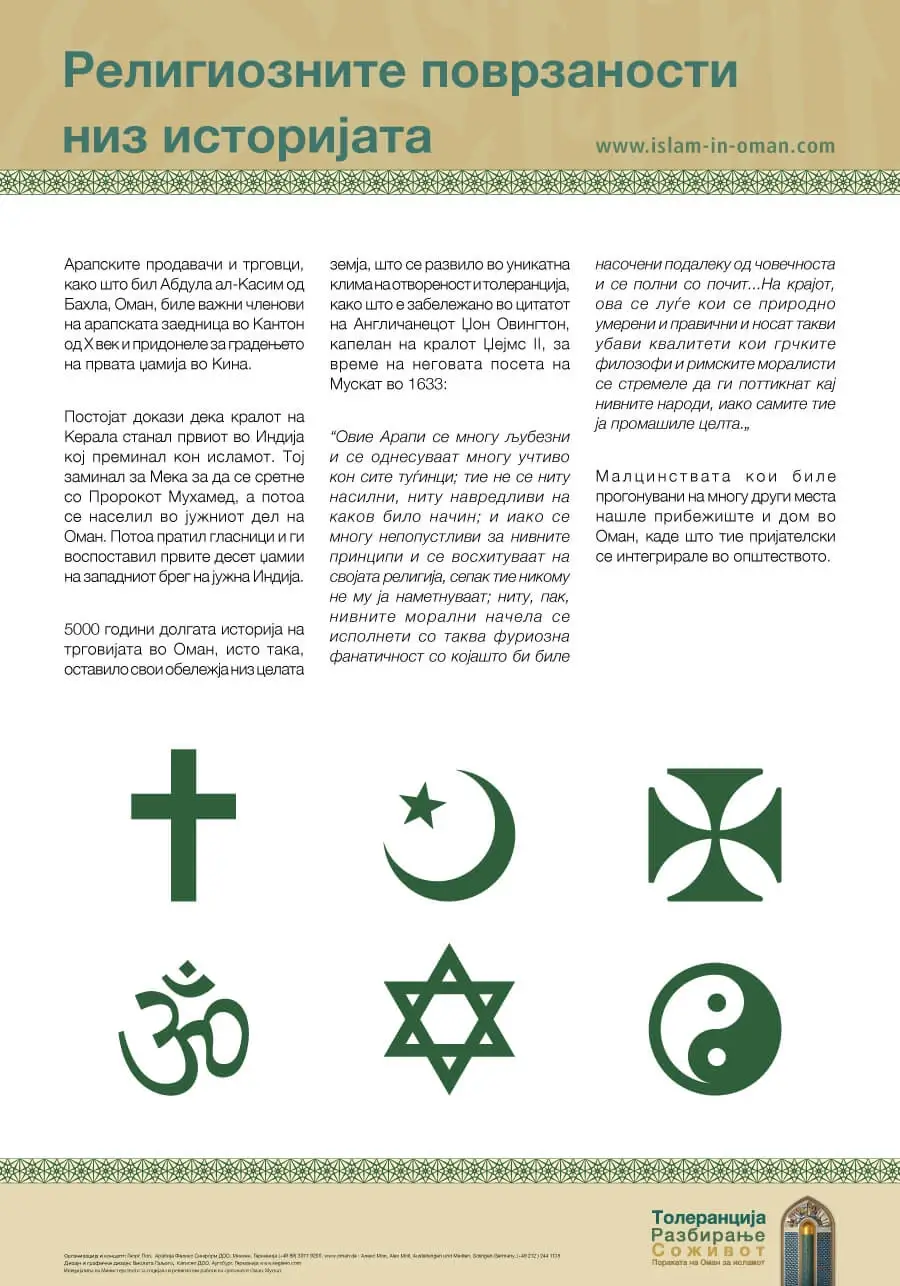 Религиозните поврзаности
низ историјата
www.islam-in-oman.com
Арапските продавачи и трговци,
како што бил Абдула ал-Касим од
Бахла, Оман, биле важни членови
на арапската заедница во Кантон
од X век и придонеле за градењето
на првата џамија во Кина.
Постојат докази дека кралот на
Керала станал првиот во Индија
кој преминал кон исламот. Тој
заминал за Мека за да се сретне
со Пророкот Мухамед, а потоа
се населил во јужниот дел на
Оман. Потоа пратил гласници и ги
воспоставил првите десет џамии
на западниот брег на јужна Индија.
5000 години долгата историја на
трговијата во Оман, исто така,
оставило свои обележја низ целата
земја, што се развило во уникатна
клима на отвореност и толеранција,
како што е забележано во цитатот
на Англичанецот Џон Овингтон,
капелан на кралот Џејмс II, за
време на неговата посета на
Мускат во 1633:
“Овие Арапи се многу љубезни
и се однесуваат многу учтиво
кон сите туѓинци; тие не се ниту
насилни, ниту навредливи на
каков било начин; и иако се
многу непопустливи за нивните
принципи и се восхитуваат на
својата религија, сепак тие никому
не му ја наметнуваат; ниту, пак,
нивните морални начела се
исполнети со таква фуриозна
фанатичност со којашто би биле
насочени подалеку од човечноста
и се полни со почит...На крајот,
ова се луѓе кои се природно
умерени и правични и носат такви
убави квалитети кои грчките
филозофи и римските моралисти
се стремеле да ги поттикнат кај
нивните народи, иако самите тие
ја промашиле целта.„
Малцинствата кои биле
прогонувани на многу други места
нашле прибежиште и дом во
Оман, каде што тие пријателски
се интегрирале во општеството.
Толеранција
Разбирање
Соживот
Пораката на Оман за исламот